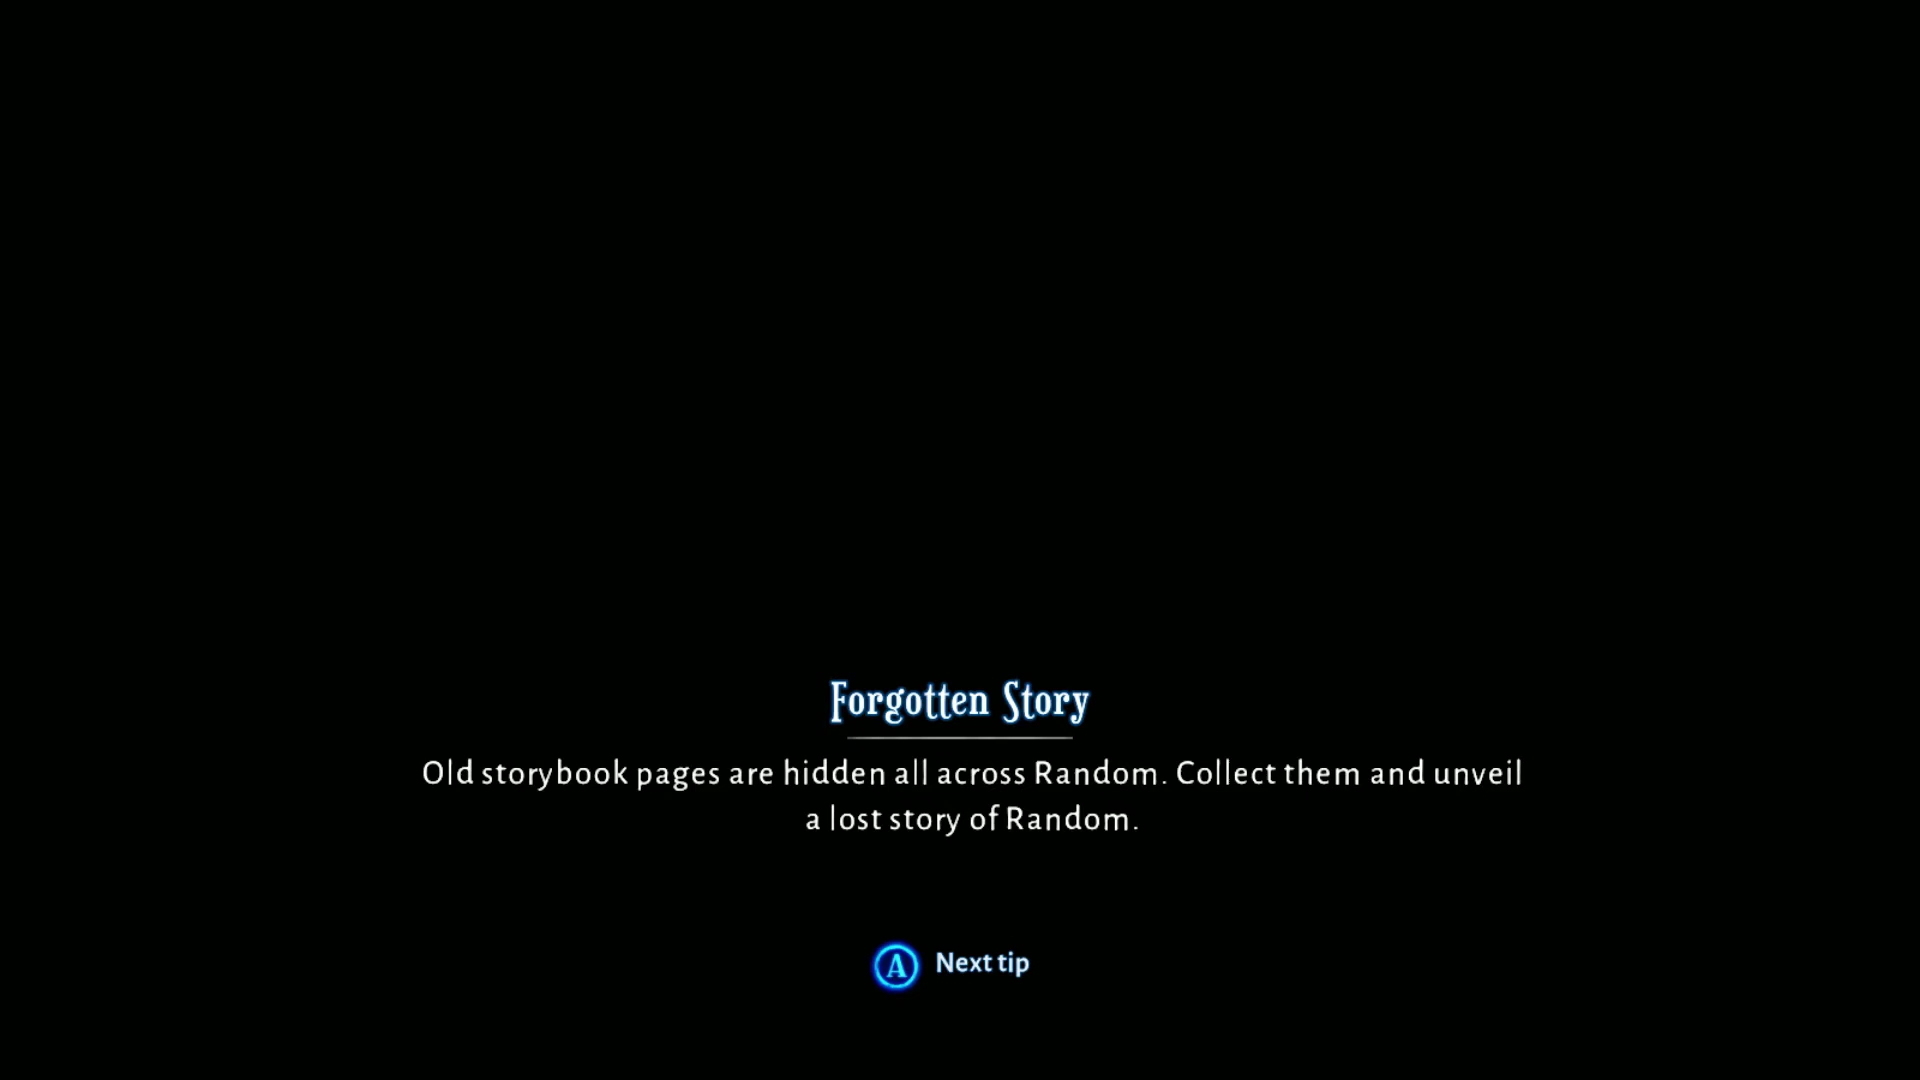 Forgotten Story
Old storybook pages are hidden all across Random. Collect them and unveil
a lost story of Random.
A Next tip